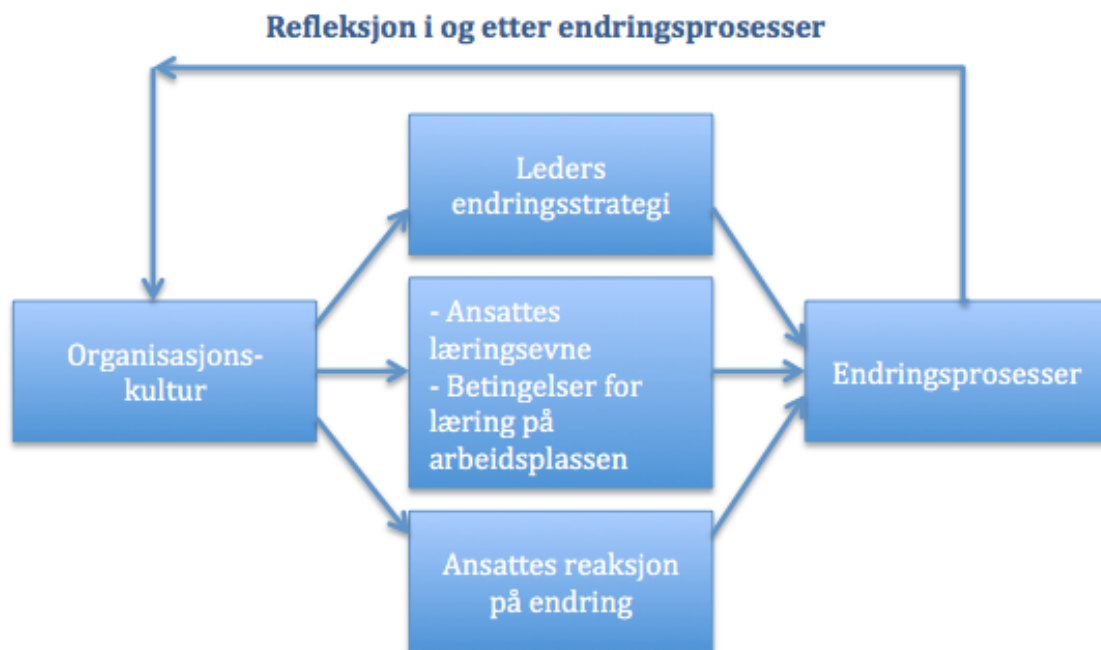 Refleksjon i og etter endringsprosesser
Leders
endringsstrategi
Organisasjons-
kultur
- Ansattes
læringsevne
- Betingelser for
læring på
arbeidsplassen
Endringsprosesser
Ansattes reaksjon
på endring